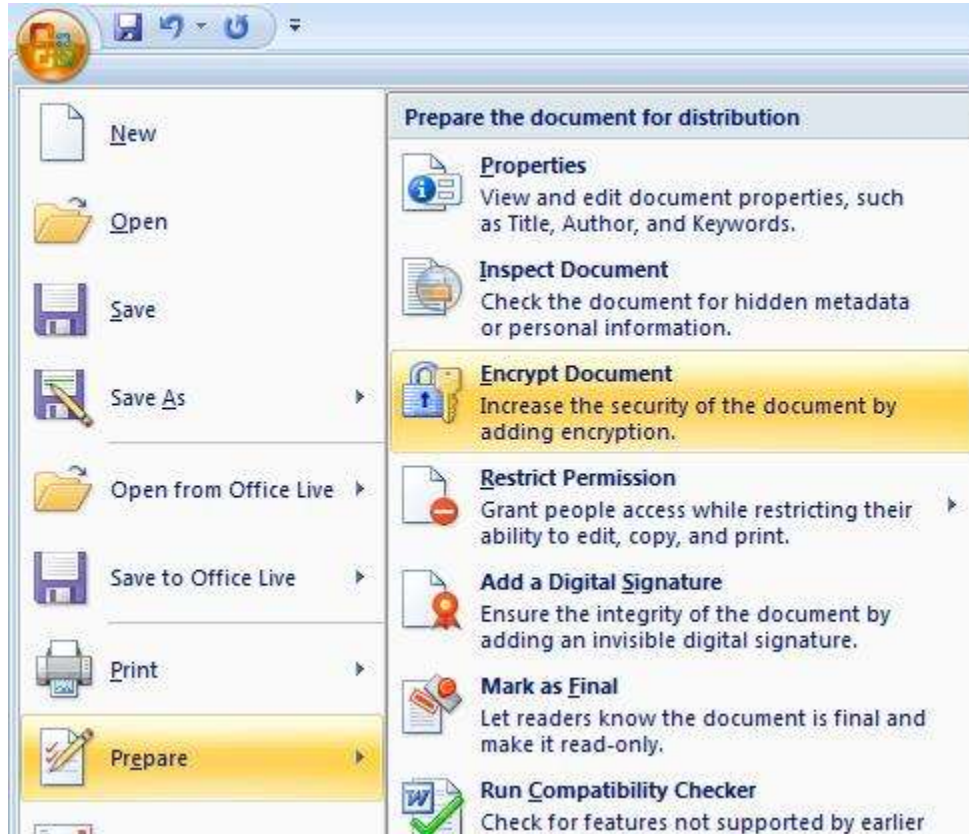 New
Open
Save
Save As
Open from Office Live
Save to Office Live
Print
Prepare
Prepare the document for distribution
Properties
View and edit document properties, such
as Title, Author, and Keywords.
Inspect Document
Check the document for hidden metadata
or personal information.
Encrypt Document
Increase the security of the document by
adding encryption.
Restrict Permission
Grant people access while restricting their
ability to edit, copy, and print.
Add a Digital Signature
Ensure the integrity of the document by
adding an invisible digital signature.
Mark as Final
Let readers know the document is final and
make it read-only.
Run Compatibility Checker
Check for features not supported by earlier